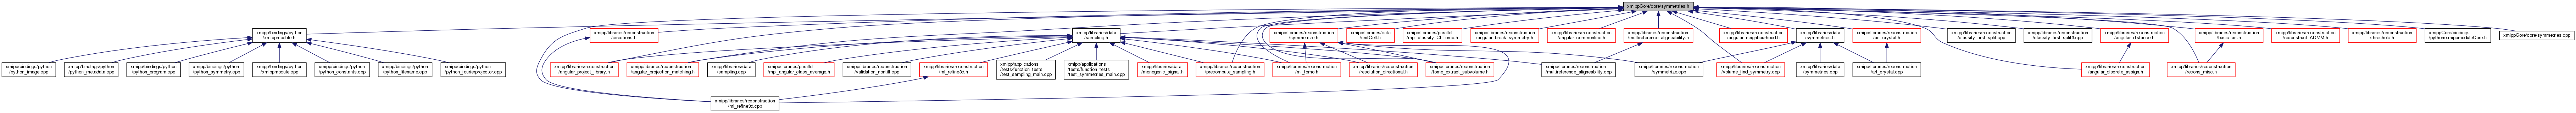 xmippCore/core/symmetries.h
xmipp/bindings/python
/xmippmodule.h
xmipp/libraries/reconstruction
/directions.h
xmipp/libraries/data
/sampling.h
xmipp/libraries/reconstruction
/symmetrize.h
xmipp/libraries/data
/unitCell.h
xmipp/libraries/parallel
/mpi_classify_CLTomo.h
xmipp/libraries/reconstruction
/angular_break_symmetry.h
xmipp/libraries/reconstruction
/angular_commonline.h
xmipp/libraries/reconstruction
/multireference_aligneability.h
xmipp/libraries/reconstruction
/angular_neighbourhood.h
xmipp/libraries/data
/symmetries.h
xmipp/libraries/reconstruction
/art_crystal.h
xmipp/libraries/reconstruction
/classify_first_split.cpp
xmipp/libraries/reconstruction
/classify_first_split3.cpp
xmipp/libraries/reconstruction
/angular_distance.h
xmipp/libraries/reconstruction
/basic_art.h
xmipp/libraries/reconstruction
/reconstruct_ADMM.h
xmipp/libraries/reconstruction
/threshold.h
xmippCore/bindings
/python/xmippmoduleCore.h
xmippCore/core/symmetries.cpp
xmipp/bindings/python
/python_image.cpp
xmipp/bindings/python
/python_metadata.cpp
xmipp/bindings/python
/python_program.cpp
xmipp/bindings/python
/python_symmetry.cpp
xmipp/bindings/python
/xmippmodule.cpp
xmipp/bindings/python
/python_constants.cpp
xmipp/bindings/python
/python_filename.cpp
xmipp/bindings/python
/python_fourierprojector.cpp
xmipp/libraries/reconstruction
/angular_project_library.h
xmipp/libraries/reconstruction
/angular_projection_matching.h
xmipp/libraries/data
/sampling.cpp
xmipp/libraries/parallel
/mpi_angular_class_average.h
xmipp/libraries/reconstruction
/validation_nontilt.cpp
xmipp/libraries/reconstruction
/ml_refine3d.h
xmipp/applications
/tests/function_tests
/test_sampling_main.cpp
xmipp/applications
/tests/function_tests
/test_symmetries_main.cpp
xmipp/libraries/data
/monogenic_signal.h
xmipp/libraries/reconstruction
/precompute_sampling.h
xmipp/libraries/reconstruction
/ml_tomo.h
xmipp/libraries/reconstruction
/resolution_directional.h
xmipp/libraries/reconstruction
/tomo_extract_subvolume.h
xmipp/libraries/reconstruction
/multireference_aligneability.cpp
xmipp/libraries/reconstruction
/symmetrize.cpp
xmipp/libraries/reconstruction
/volume_find_symmetry.cpp
xmipp/libraries/data
/symmetries.cpp
xmipp/libraries/reconstruction
/art_crystal.cpp
xmipp/libraries/reconstruction
/angular_discrete_assign.h
xmipp/libraries/reconstruction
/recons_misc.h
xmipp/libraries/reconstruction
/ml_refine3d.cpp